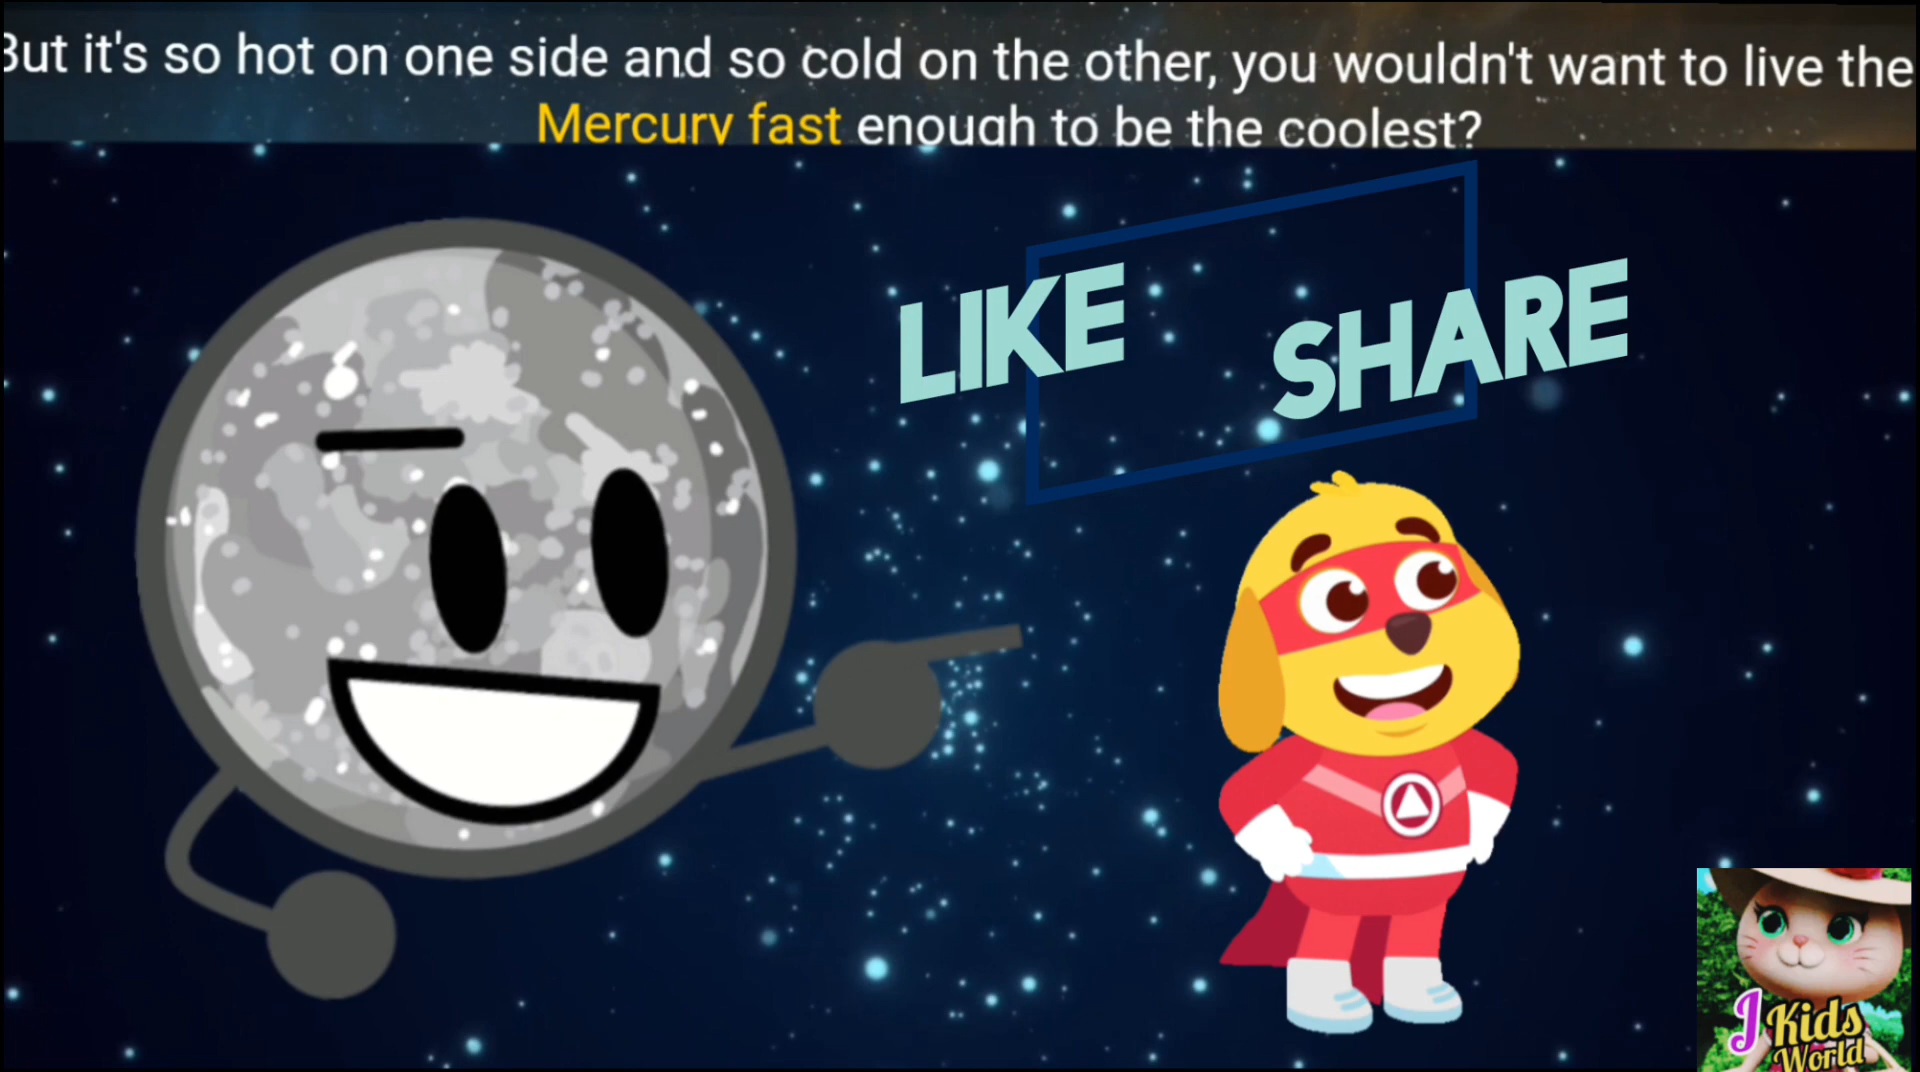 But it's so hot on one side and so cold on the other, you wouldn't want to live the
Mercury fast enough to be the coolest?
LIKE
SHARE
J Kids
World